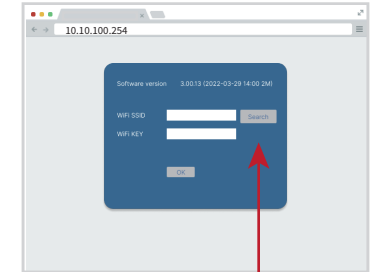 10.10.100.254
Software version 3.00.13 (2022-03-29 14:00 2M)
WiFi SSID Search
WiFi KEY
OK